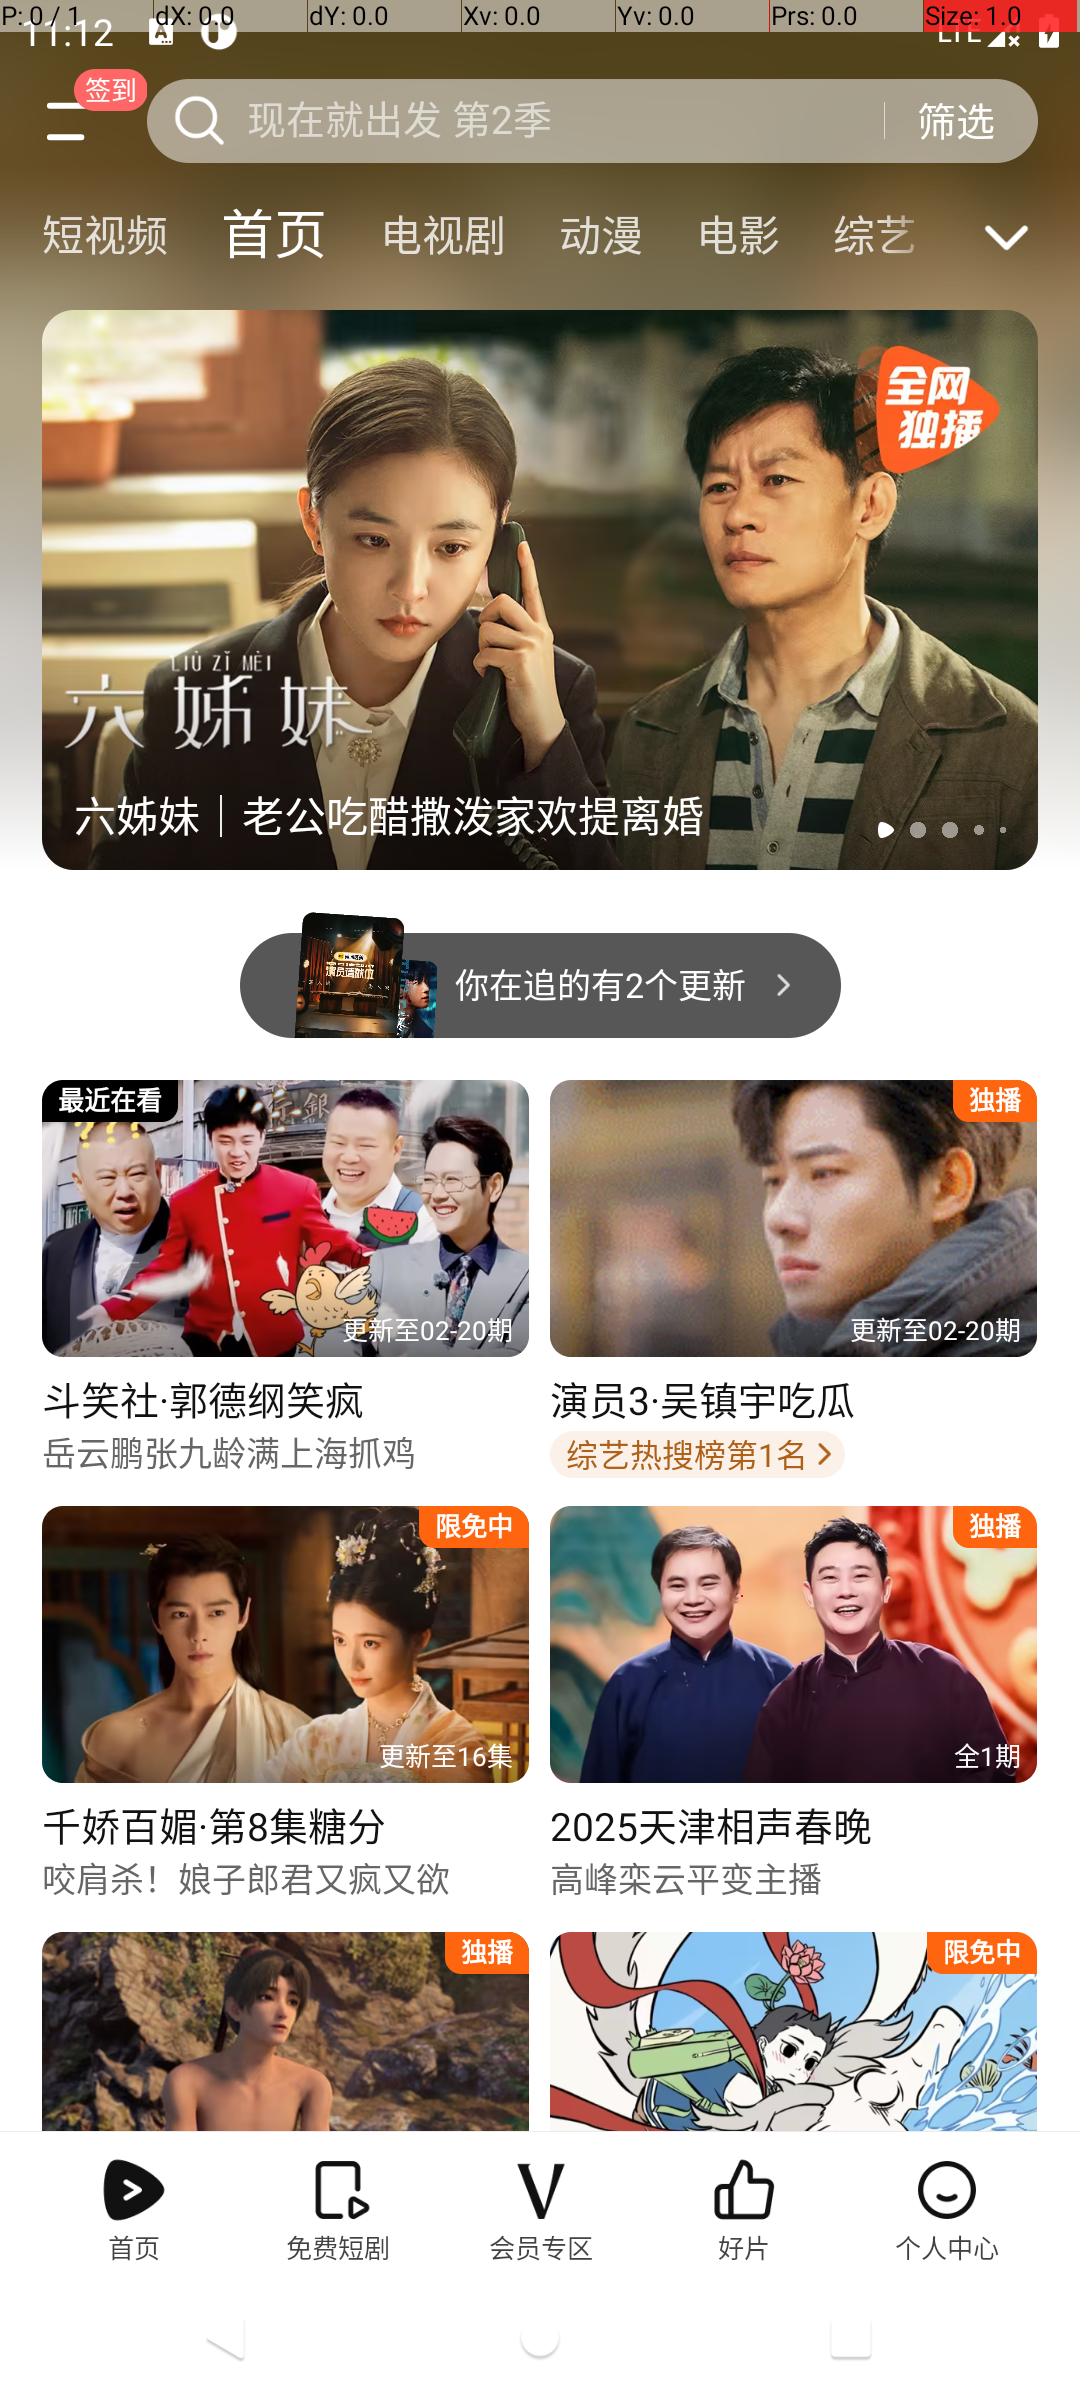 P: 0 / 1 dX: 0.0 dY: 0.0 Xv: 0.0 Yv: 0.0 Prs: 0.0 Size: 1.0
11:12 LTE
签到
现在就出发 第2季 筛选
短视频 首页 电视剧 动漫 电影 综艺
全网
独播
LIÙ ZǏ MÈI
六姊妹
六姊妹｜老公吃醋撒泼家欢提离婚
你在追的有2个更新
最近在看
更新至02-20期
斗笑社·郭德纲笑疯
岳云鹏张九龄满上海抓鸡
独播
更新至02-20期
演员3·吴镇宇吃瓜
综艺热搜榜第1名
限免中
更新至16集
千娇百媚·第8集糖分
咬肩杀！娘子郎君又疯又欲
独播
全1期
2025天津相声春晚
高峰栾云平变主播
独播
限免中
首页 免费短剧 会员专区 好片 个人中心